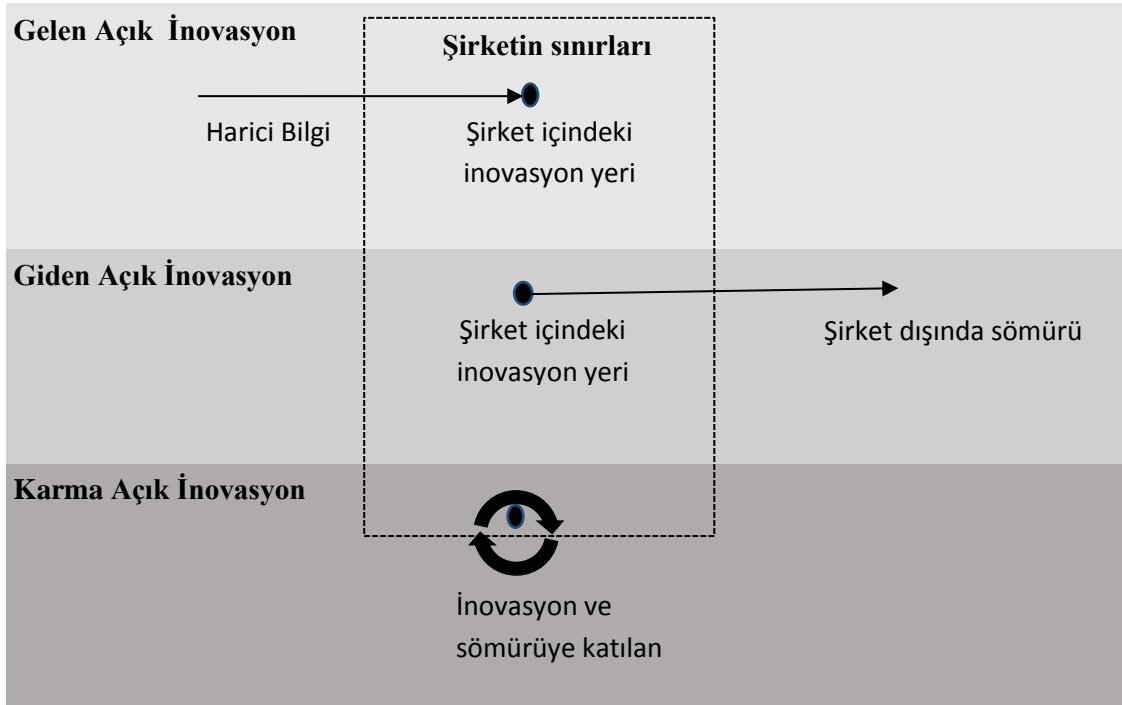 Gelen Açık İnovasyon
Şirketin sınırları
Harici Bilgi
Şirket içindeki
inovasyon yeri
Giden Açık İnovasyon
Şirket içindeki
inovasyon yeri
Şirket dışında sömürü
Karma Açık İnovasyon
İnovasyon ve
sömürüye katılan